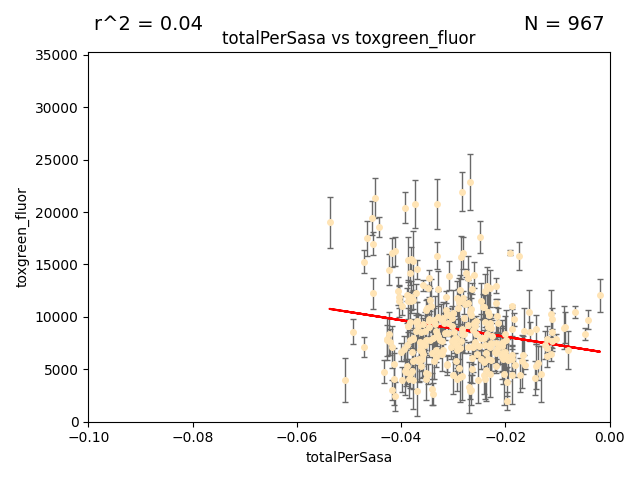 r^2 = 0.04
N = 967
totalPerSasa vs toxgreen_fluor
35000
30000
25000
20000
15000
10000
5000
0
toxgreen_fluor
−0.10
−0.08
−0.06
−0.04
−0.02
0.00
totalPerSasa